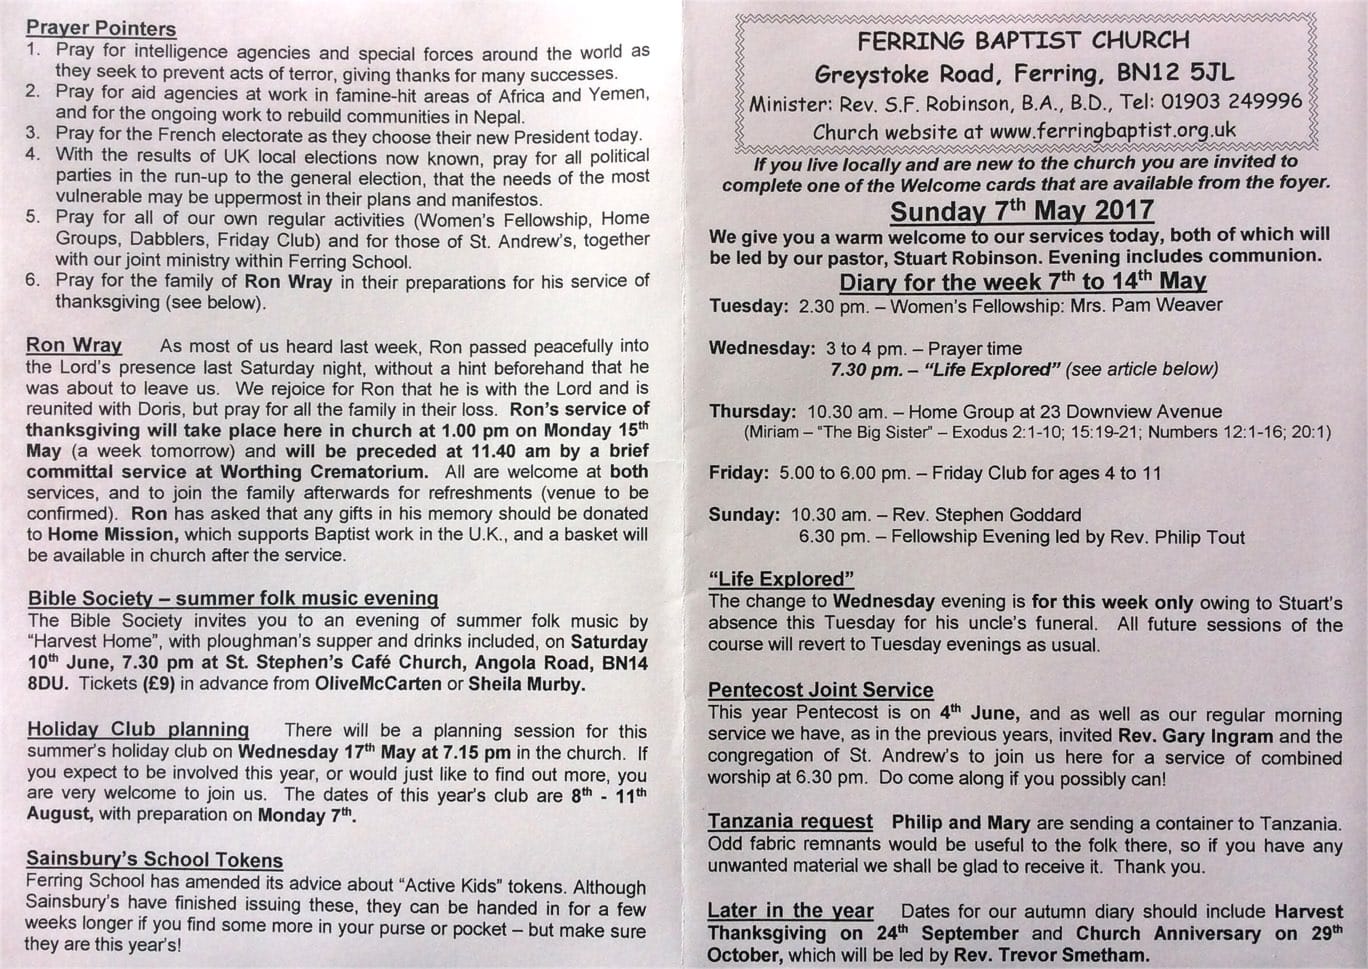 Prayer Pointers
1. Pray for intelligence agencies and special forces around the world as
they seek to prevent acts of terror, giving thanks for many successes.
2. Pray for aid agencies at work in famine-hit areas of Africa and Yemen,
and for the ongoing work to rebuild communities in Nepal.
3. Pray for the French electorate as they choose their new President today.
4. With the results of UK local elections now known, pray for all political
parties in the run-up to the general election, that the needs of the most
vulnerable may be uppermost in their plans and manifestos.
5. Pray for all of our own regular activities (Women's Fellowship, Home
Groups, Dabblers, Friday Club) and for those of St. Andrew's, together
with our joint ministry within Ferring School.
6. Pray for the family of Ron Wray in their preparations for his service of
thanksgiving (see below).
Ron Wray As most of us heard last week, Ron passed peacefully into
the Lord's presence last Saturday night, without a hint beforehand that he
was about to leave us. We rejoice for Ron that he is with the Lord and is
reunited with Doris, but pray for all the family in their loss. Ron's service of
thanksgiving will take place here in church at 1.00 pm on Monday 15th
May (a week tomorrow) and will be preceded at 11.40 am by a brief
committal service at Worthing Crematorium. All are welcome at both
services, and to join the family afterwards for refreshments (venue to be
confirmed). Ron has asked that any gifts in his memory should be donated
to Home Mission, which supports Baptist work in the U.K., and a basket will
be available in church after the service.
Bible Society – summer folk music evening
The Bible Society invites you to an evening of summer folk music by
“Harvest Home”, with ploughman's supper and drinks included, on Saturday
10th June, 7.30 pm at St. Stephen's Café Church, Angola Road, BN14
8DU. Tickets (£9) in advance from OliveMcCarten or Sheila Murby.
Holiday Club planning There will be a planning session for this
summer's holiday club on Wednesday 17th May at 7.15 pm in the church. If
you expect to be involved this year, or would just like to find out more, you
are very welcome to join us. The dates of this year's club are 8th - 11th
August, with preparation on Monday 7th.
Sainsbury's School Tokens
Ferring School has amended its advice about “Active Kids” tokens. Although
Sainsbury's have finished issuing these, they can be handed in for a few
weeks longer if you find some more in your purse or pocket – but make sure
they are this year's!
FERRING BAPTIST CHURCH
Greystoke Road, Ferring, BN12 5JL
Minister: Rev. S.F. Robinson, B.A., B.D., Tel: 01903 249996
Church website at www.ferringbaptist.org.uk
If you live locally and are new to the church you are invited to
complete one of the Welcome cards that are available from the foyer.
Sunday 7th May 2017
We give you a warm welcome to our services today, both of which will
be led by our pastor, Stuart Robinson. Evening includes communion.
Diary for the week 7th to 14th May
Tuesday: 2.30 pm. – Women's Fellowship: Mrs. Pam Weaver
Wednesday: 3 to 4 pm. – Prayer time
7.30 pm. – “Life Explored” (see article below)
Thursday: 10.30 am. – Home Group at 23 Downview Avenue
(Miriam – “The Big Sister” – Exodus 2:1-10; 15:19-21; Numbers 12:1-16; 20:1)
Friday: 5.00 to 6.00 pm. – Friday Club for ages 4 to 11
Sunday: 10.30 am. – Rev. Stephen Goddard
6.30 pm. – Fellowship Evening led by Rev. Philip Tout
“Life Explored”
The change to Wednesday evening is for this week only owing to Stuart's
absence this Tuesday for his uncle's funeral. All future sessions of the
course will revert to Tuesday evenings as usual.
Pentecost Joint Service
This year Pentecost is on 4th June, and as well as our regular morning
service we have, as in the previous years, invited Rev. Gary Ingram and the
congregation of St. Andrew's to join us here for a service of combined
worship at 6.30 pm. Do come along if you possibly can!
Tanzania request Philip and Mary are sending a container to Tanzania.
Odd fabric remnants would be useful to the folk there, so if you have any
unwanted material we shall be glad to receive it. Thank you.
Later in the year Dates for our autumn diary should include Harvest
Thanksgiving on 24th September and Church Anniversary on 29th
October, which will be led by Rev. Trevor Smetham.